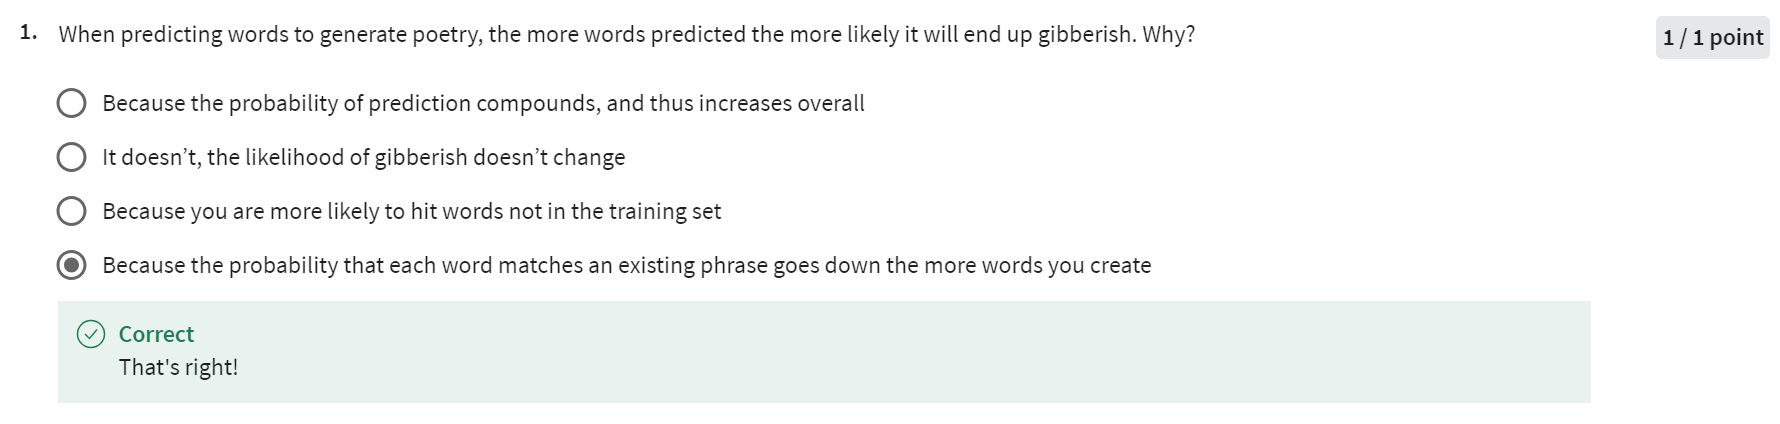 1. When predicting words to generate poetry, the more words predicted the more likely it will end up gibberish. Why?
1 / 1 point
Because the probability of prediction compounds, and thus increases overall
It doesn’t, the likelihood of gibberish doesn’t change
Because you are more likely to hit words not in the training set
Because the probability that each word matches an existing phrase goes down the more words you create
Correct
That's right!